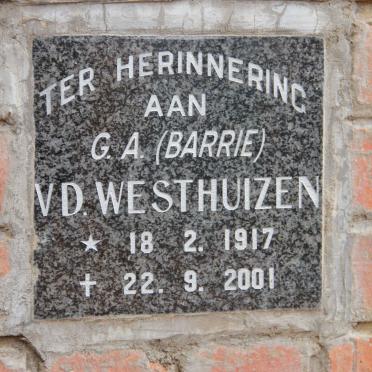 TER HERINNERING
AAN
G. A. (BARRIE)
V.D. WESTHUIZEN
18 2. 1917
22. 9. 2001